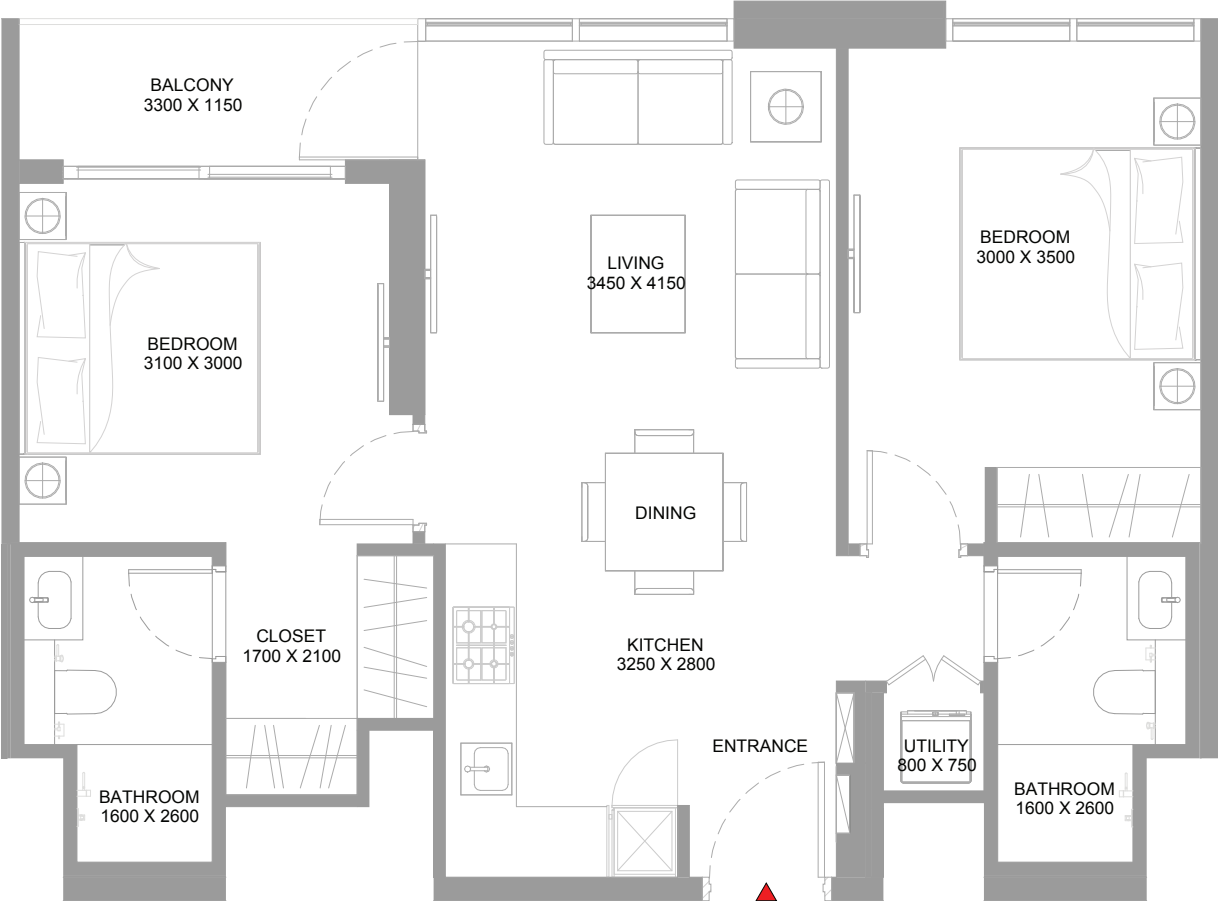 BALCONY
3300 X 1150
LIVING
3450 X 4150
BEDROOM
3000 X 3500
BEDROOM
3100 X 3000
DINING
CLOSET
1700 X 2100
KITCHEN
3250 X 2800
ENTRANCE
UTILITY
800 X 750
BATHROOM
1600 X 2600
BATHROOM
1600 X 2600